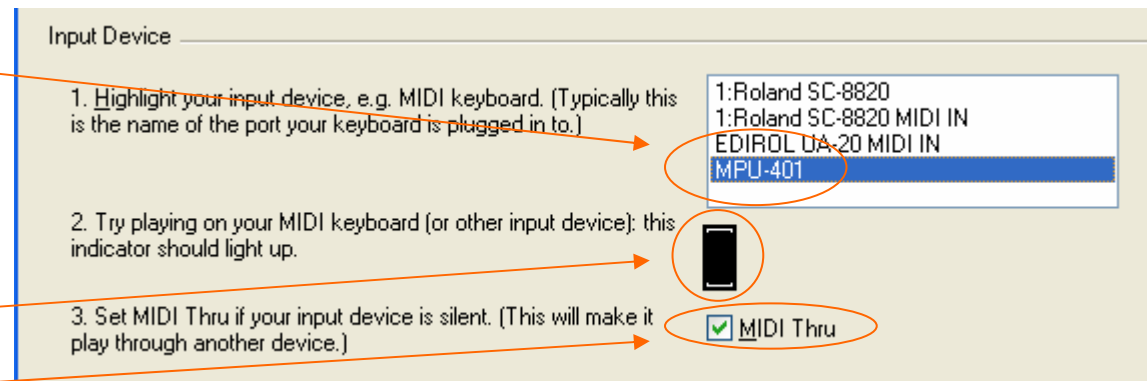 Input Device
1. Highlight your input device, e.g. MIDI keyboard. (Typically this
is the name of the port your keyboard is plugged in to.)
1:Roland SC-8820
1:Roland SC-8820 MIDI IN
EDIROL UA-20 MIDI IN
MPU-401
2. Try playing on your MIDI keyboard (or other input device): this
indicator should light up.
3. Set MIDI Thru if your input device is silent. (This will make it
play through another device.)
MIDI Thru